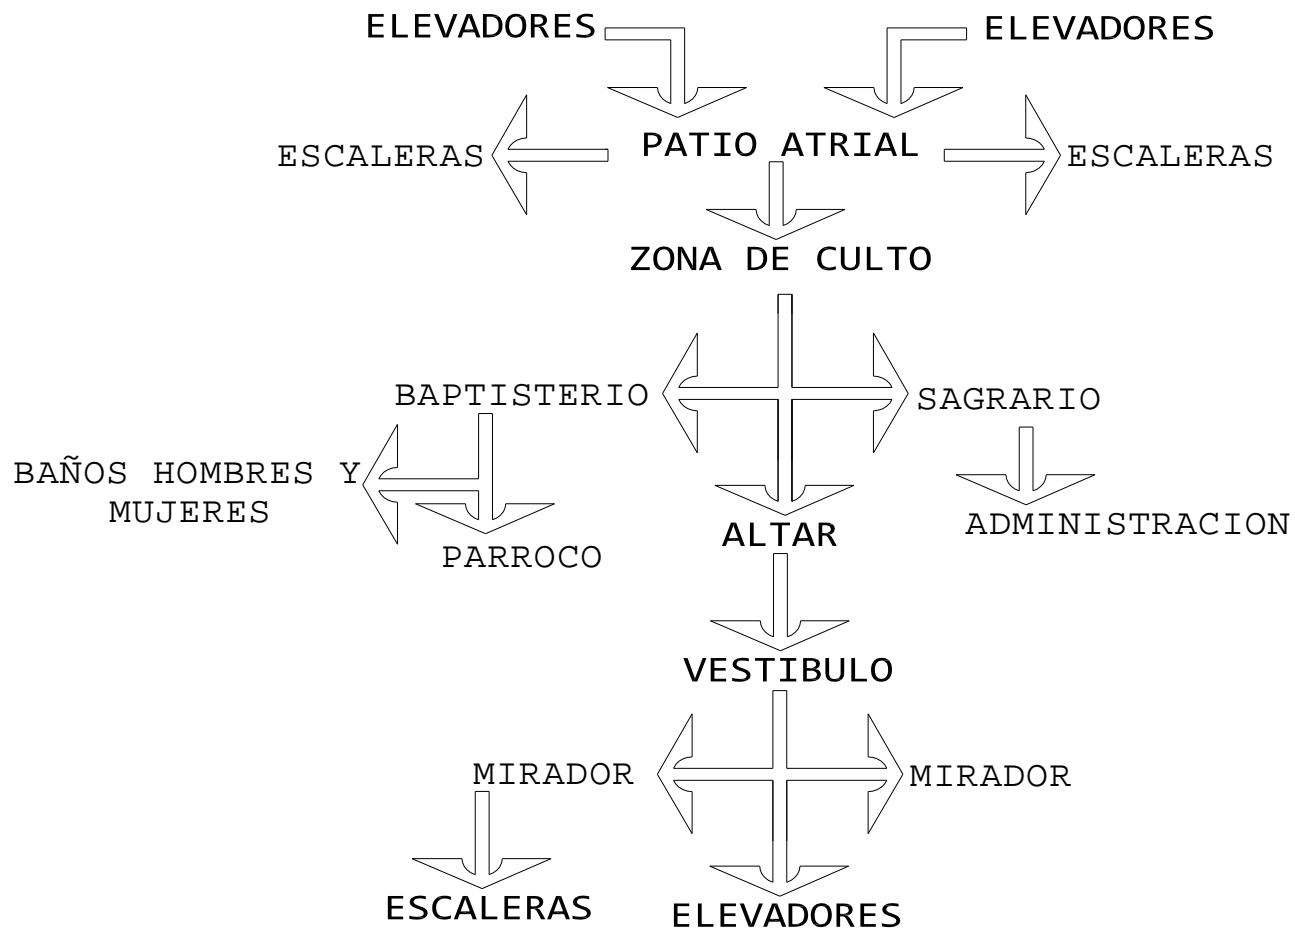 ELEVADORES
ELEVADORES
PATIO ATRIAL
ESCALERAS
ESCALERAS
ZONA DE CULTO
BAPTISTERIO
SAGRARIO
BAÑOS HOMBRES Y
MUJERES
PARROCO
ALTAR
ADMINISTRACION
VESTIBULO
MIRADOR
MIRADOR
ESCALERAS
ELEVADORES